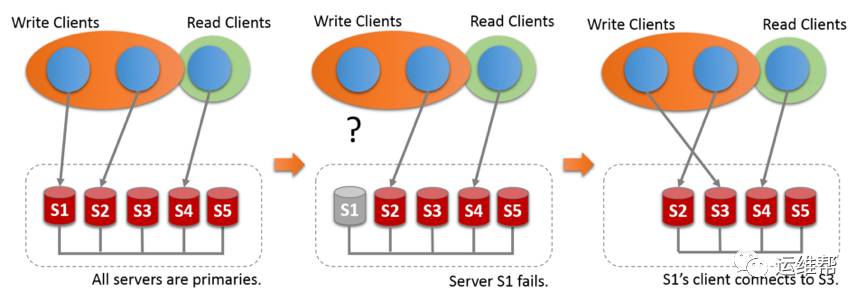 Write Clients
Read Clients
S1
S2
S3
S4
S5
All servers are primaries.
Write Clients
Read Clients
?
S1
S2
S3
S4
S5
Server S1 fails.
Write Clients
Read Clients
S2
S3
S4
S5
S1's client connects to S3.
运维帮